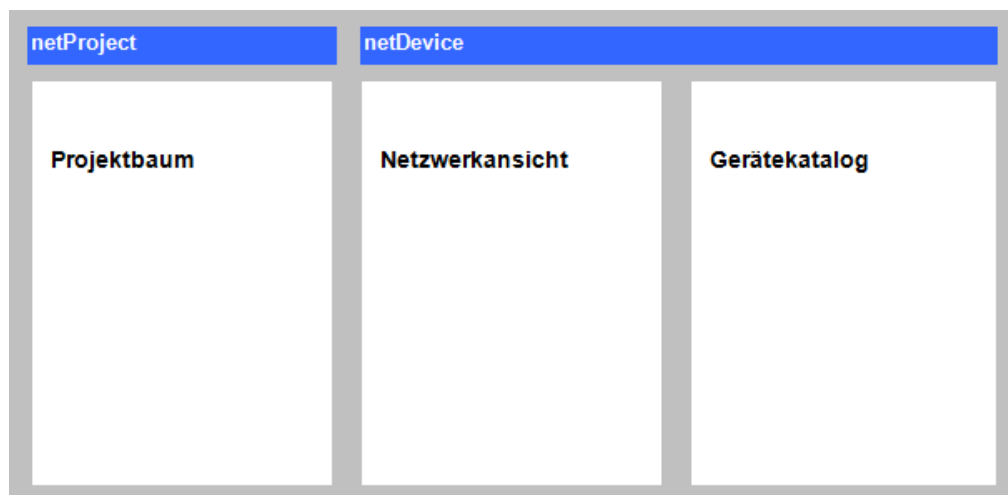 netProject
netDevice
Projektbaum
Netzwerkansicht
Gerätekatalog